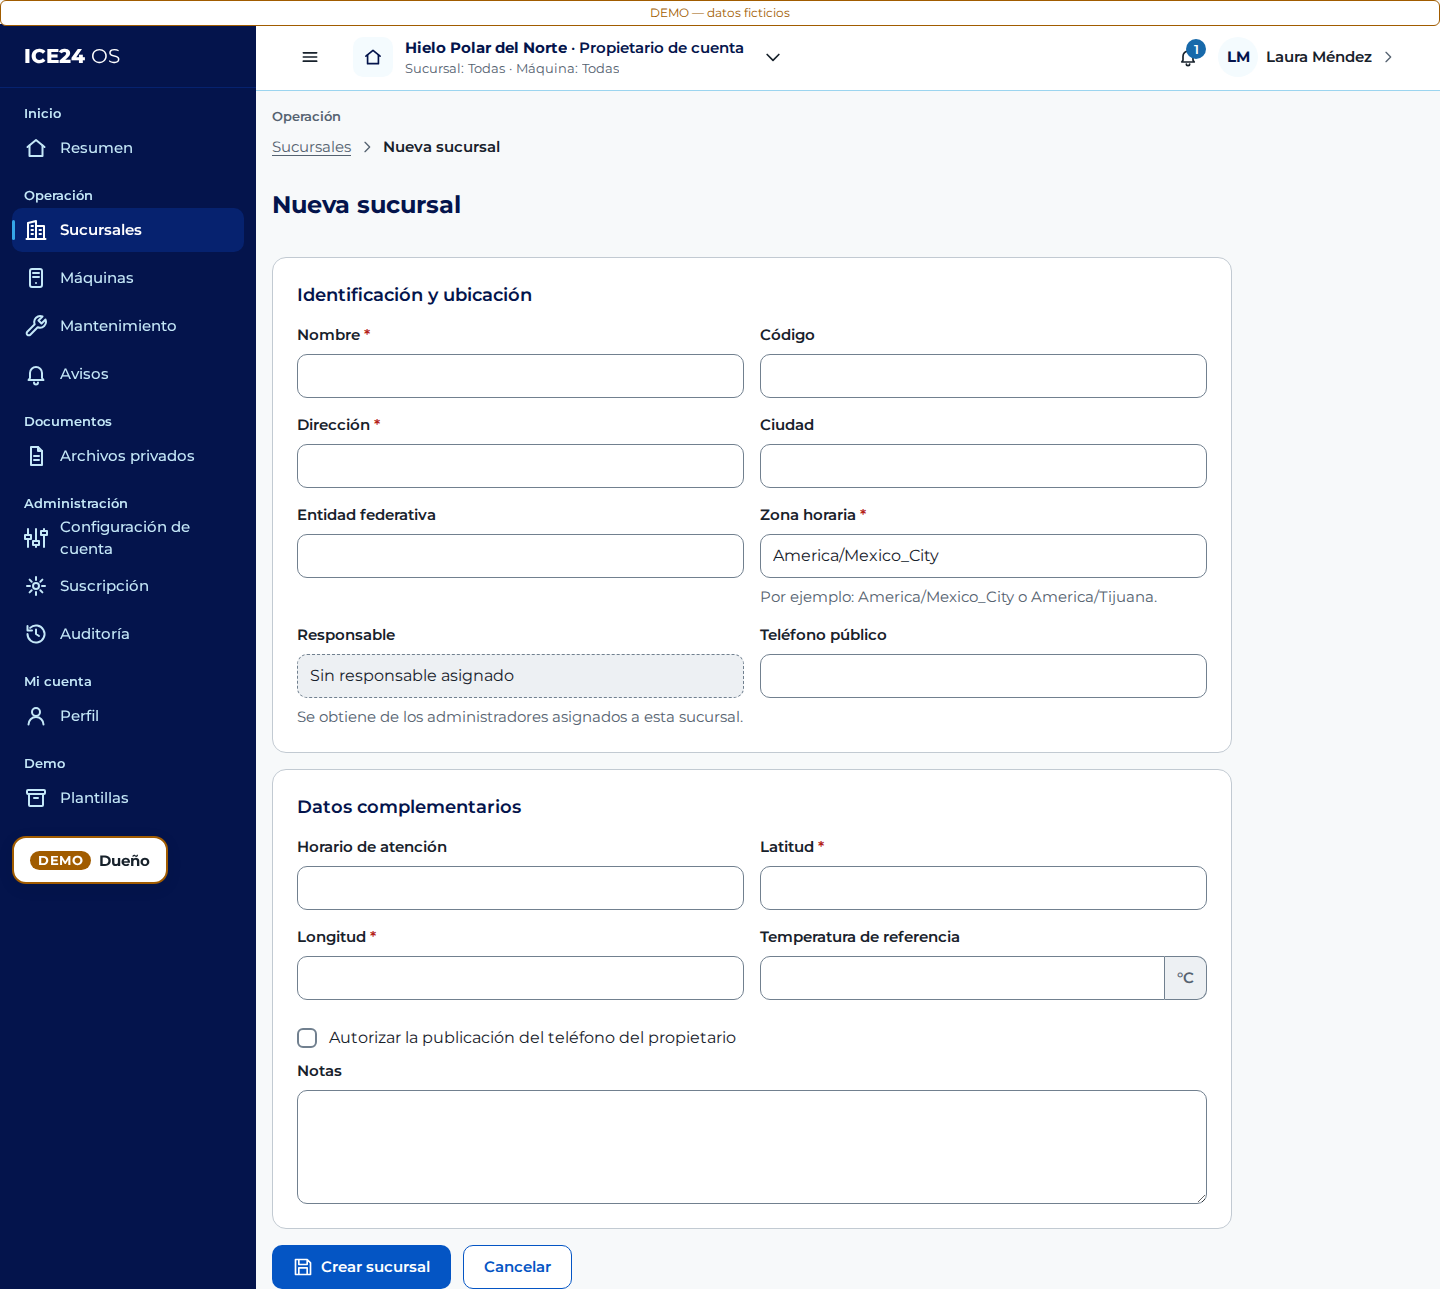 DEMO — datos ficticios
ICE24 OS
Inicio
Resumen
Operación
Sucursales
Máquinas
Mantenimiento
Avisos
Documentos
Archivos privados
Administración
Configuración de
cuenta
Suscripción
Auditoría
Mi cuenta
Perfil
Demo
Plantillas
DEMO Dueño
Hielo Polar del Norte · Propietario de cuenta
Sucursal: Todas · Máquina: Todas
1
LM Laura Méndez
Operación
Sucursales > Nueva sucursal
Nueva sucursal
Identificación y ubicación
Nombre *
Código
Dirección *
Ciudad
Entidad federativa
Zona horaria *
America/Mexico_City
Por ejemplo: America/Mexico_City o America/Tijuana.
Responsable
Sin responsable asignado
Se obtiene de los administradores asignados a esta sucursal.
Teléfono público
Datos complementarios
Horario de atención
Latitud *
Longitud *
Temperatura de referencia
°C
Autorizar la publicación del teléfono del propietario
Notas
Crear sucursal
Cancelar